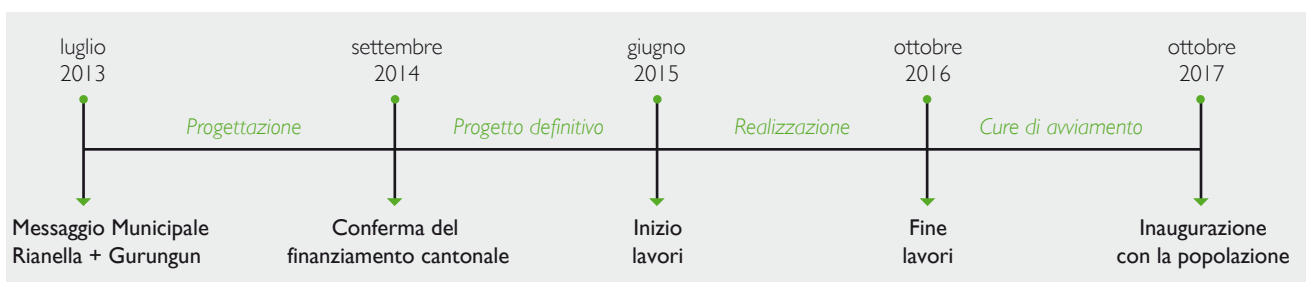 luglio
2013
settembre
2014
giugno
2015
ottobre
2016
ottobre
2017
Progettazione
Progetto definitivo
Realizzazione
Cure di avviamento
Messaggio Municipale
Rianella + Gurungun
Conferma del
finanziamento cantonale
Inizio
lavori
Fine
lavori
Inaugurazione
con la popolazione